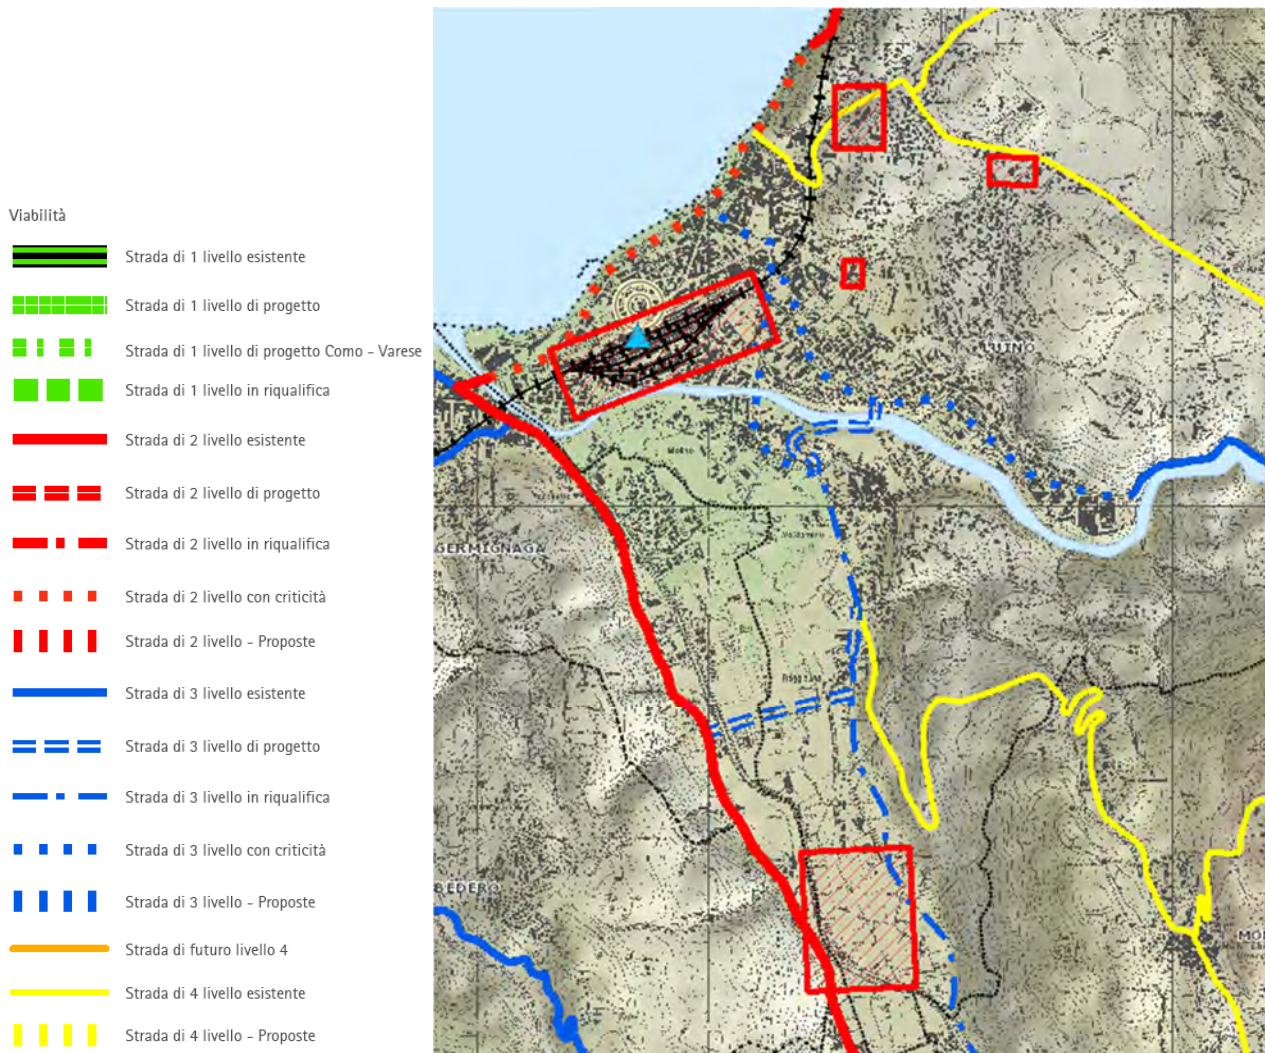 Viabilità
Strada di 1 livello esistente
Strada di 1 livello di progetto
Strada di 1 livello di progetto Como - Varese
Strada di 1 livello in riqualifica
Strada di 2 livello esistente
Strada di 2 livello di progetto
Strada di 2 livello in riqualifica
Strada di 2 livello con criticità
Strada di 2 livello - Proposte
Strada di 3 livello esistente
Strada di 3 livello di progetto
Strada di 3 livello in riqualifica
Strada di 3 livello con criticità
Strada di 3 livello - Proposte
Strada di futuro livello 4
Strada di 4 livello esistente
Strada di 4 livello - Proposte
LUINO
GERMIGNAGA
BEDERO
MON